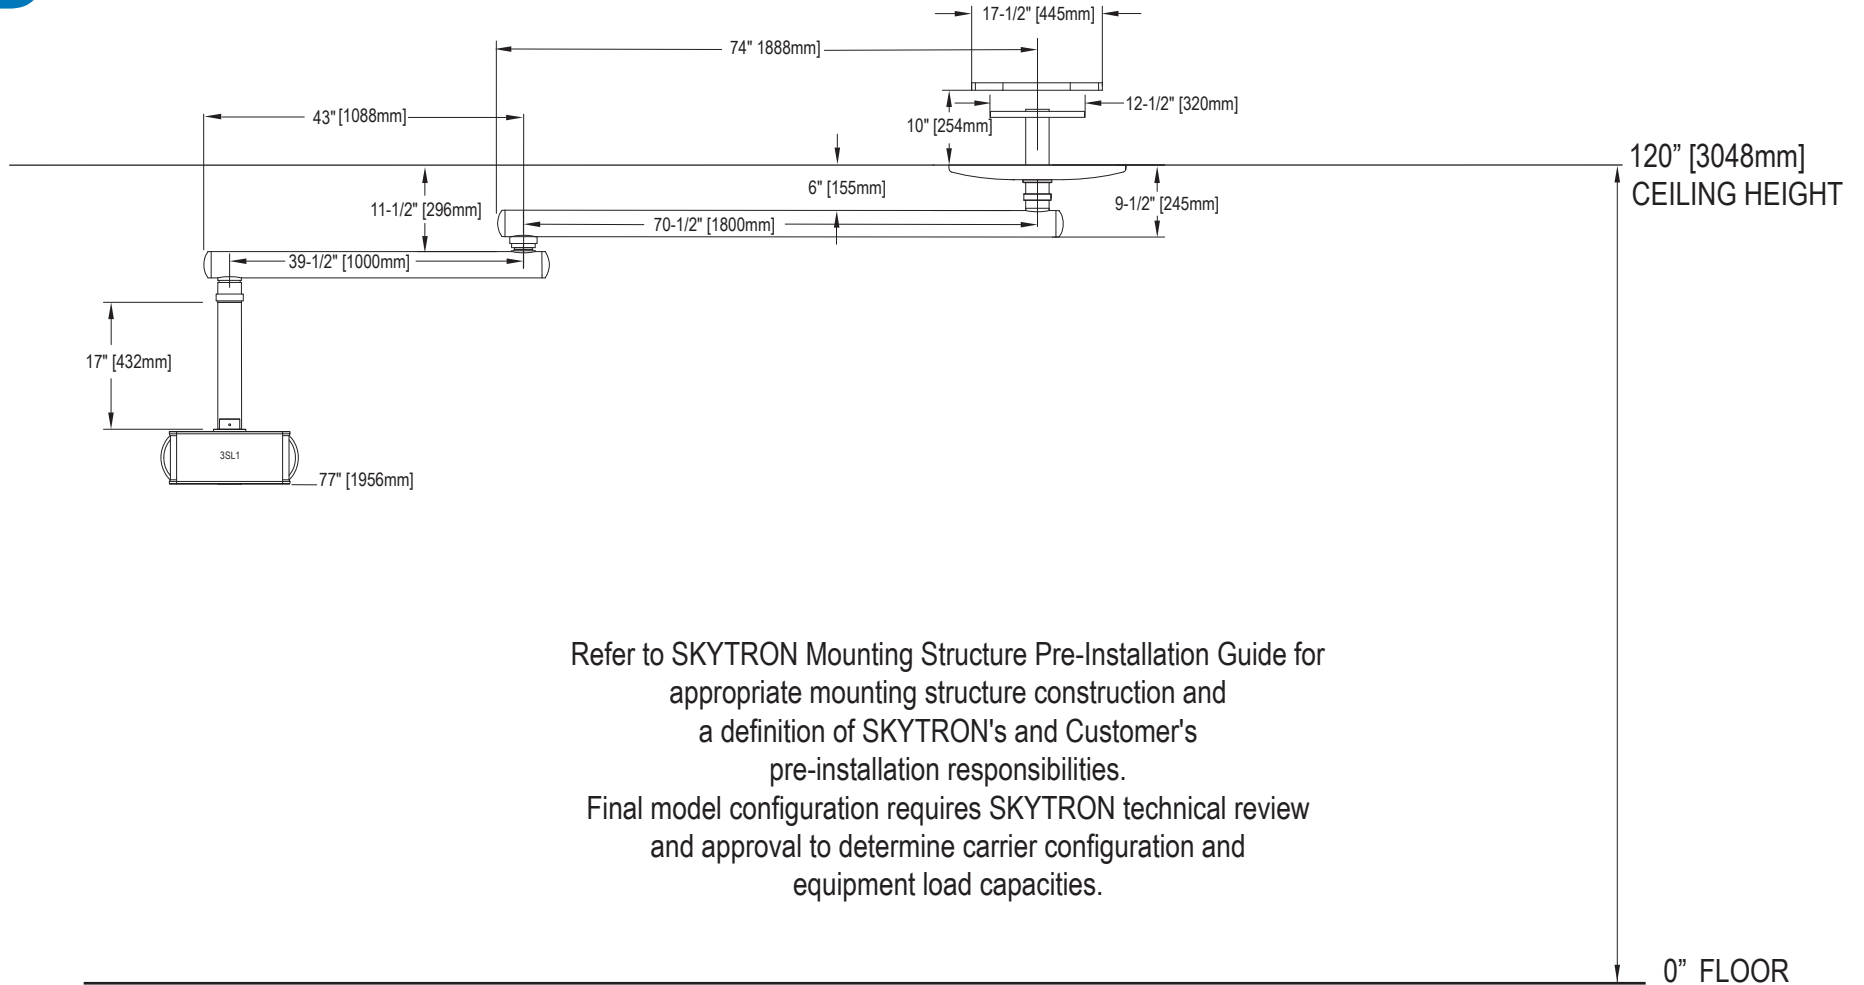 17-1/2" [445mm]
74" 1888mm]
12-1/2" [320mm]
43" [1088mm]
10" [254mm]
120” [3048mm]
CEILING HEIGHT
6" [155mm]
11-1/2" [296mm]
9-1/2" [245mm]
70-1/2" [1800mm]
39-1/2" [1000mm]
17" [432mm]
3SL1
77" [1956mm]
Refer to SKYTRON Mounting Structure Pre-Installation Guide for
appropriate mounting structure construction and
a definition of SKYTRON's and Customer's
pre-installation responsibilities.
Final model configuration requires SKYTRON technical review
and approval to determine carrier configuration and
equipment load capacities.
0” FLOOR